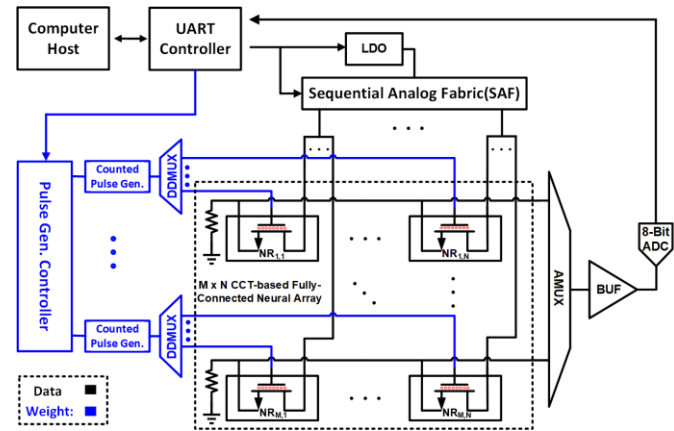 Computer
Host
UART
Controller
LDO
Sequential Analog Fabric(SAF)
Pulse Gen. Controller
Counted
Pulse Gen.
DDMUX
NR1,1
NR1,N
M x N CCT-based Fully-
Connected Neural Array
AMUX
BUF
8-Bit
ADC
Counted
Pulse Gen.
DDMUX
NRM,1
NRM,N
Data
Weight: